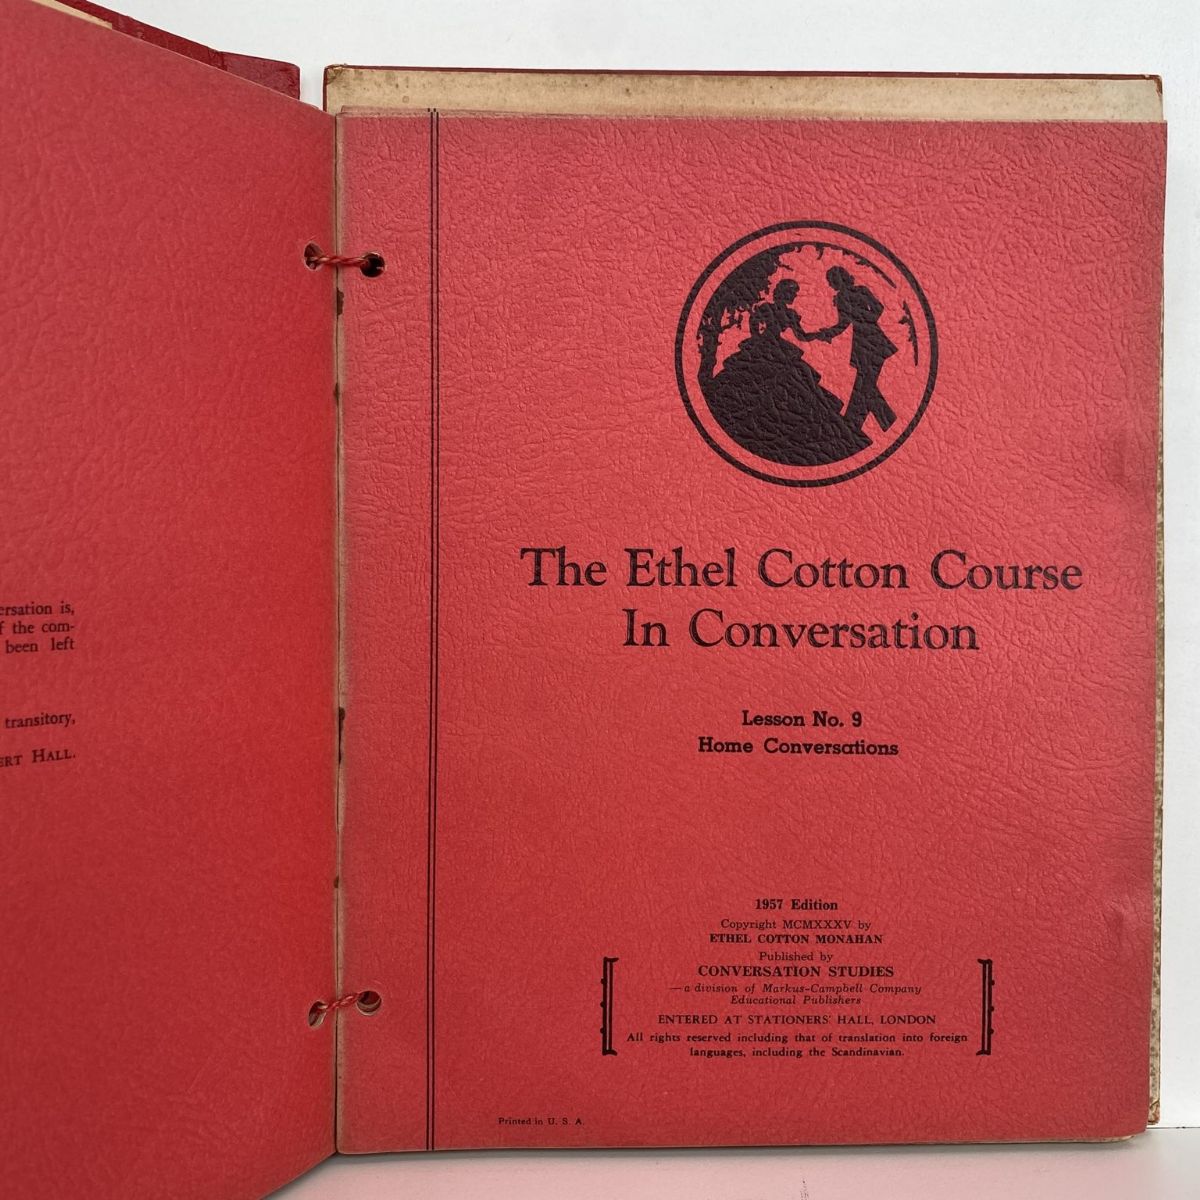 is,
f the com-
been left
transitory,
HALL.
The Ethel Cotton Course
In Conversation
Lesson No. 9
Home Conversations
1957 Edition
Copyright MCMXXXV by
ETHEL COTTON MONAHAN
Published by
CONVERSATION STUDIES
—a division of Markus-Campbell Company
Educational Publishers
ENTERED AT STATIONERS' HALL, LONDON
All rights reserved including that of translation into foreign
languages, including the Scandinavian.
Printed in U. S. A.